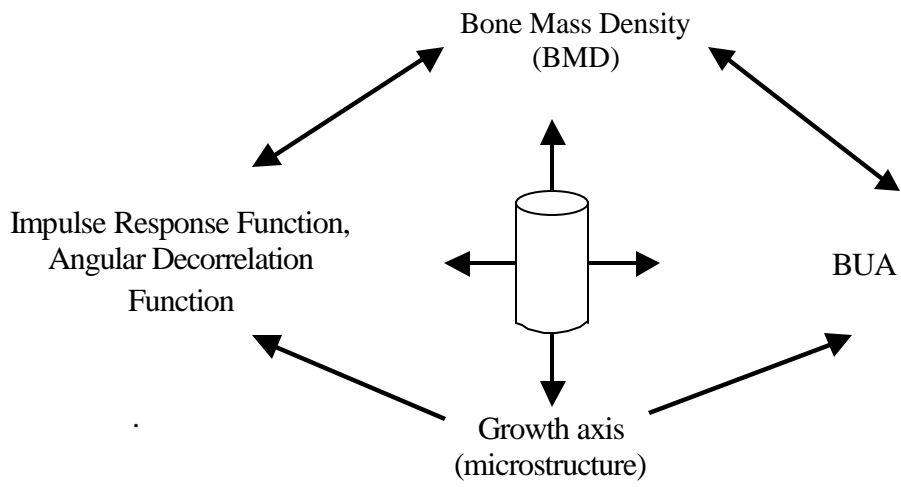 Bone Mass Density
(BMD)
Impulse Response Function,
Angular Decorrelation
Function
BUA
Growth axis
(microstructure)